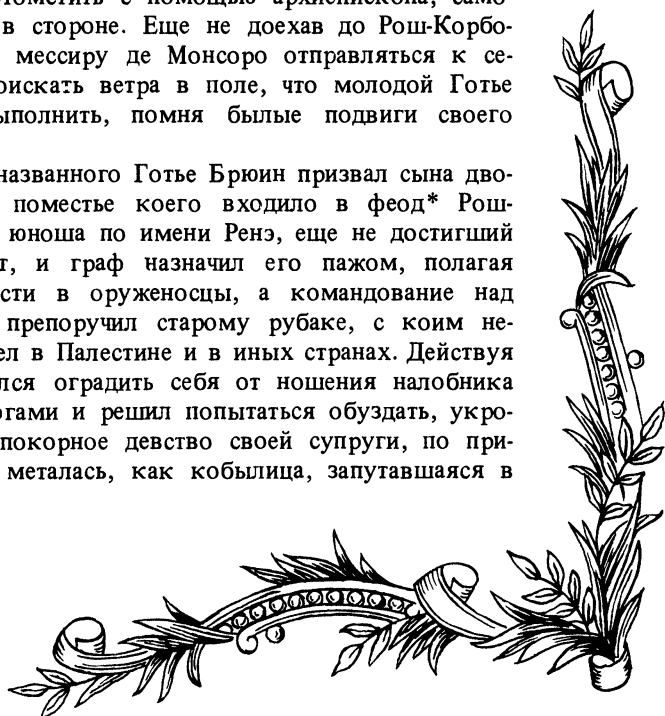 с помощью архиепископа, само-
в стороне. Еще не доехав до Рош-Корбо-
мессиру де Монсоро отправляться к се-
оискать ветра в поле, что молодой Готье
ыполнить, помня былые подвиги своего
названного Готье Брюин призвал сына дво-
поместье коего входило в феод* Рош-
юноша по имени Ренэ, еще не достигший
т, и граф назначил его пажом, полагая
сти в оруженосцы, а командование над
препоручил старому рубаке, с коим не-
ел в Палестине и в иных странах. Действуя
лся оградить себя от ношения налобника
огами и решил попытаться обуздать, укро-
покорное девство своей супруги, по при-
металась, как кобылица, запутавшаяся в